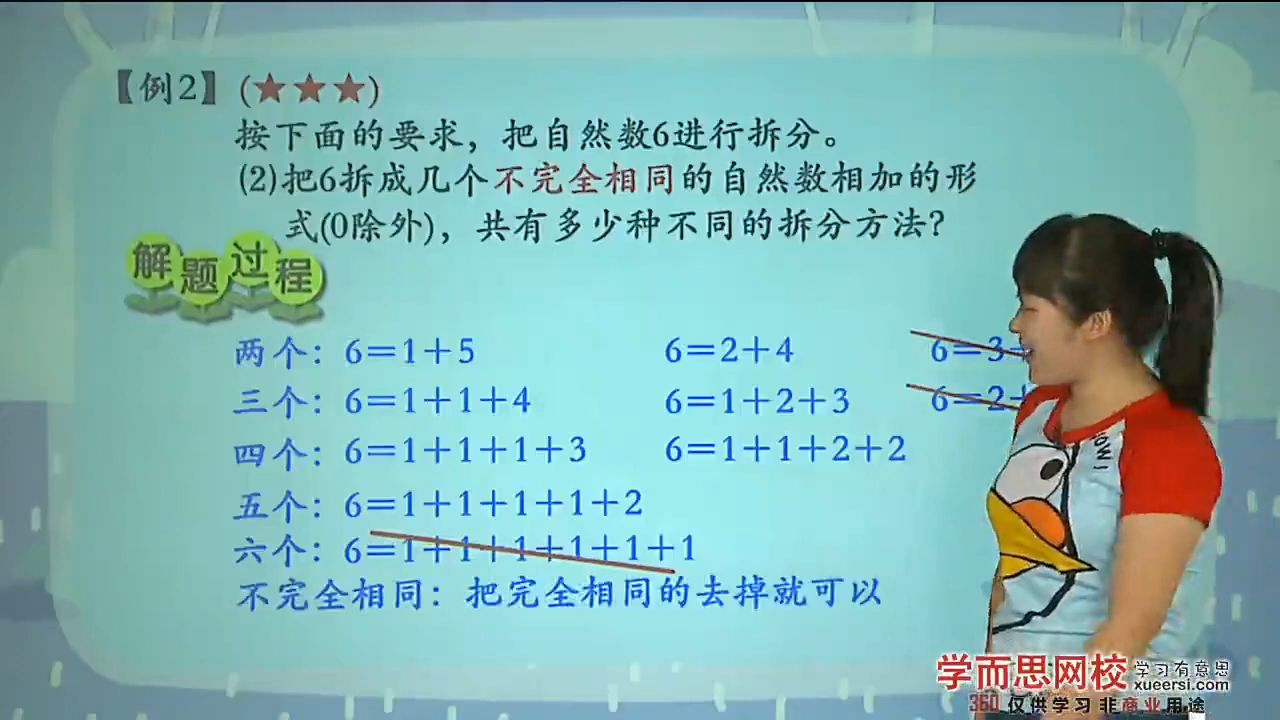 【例2】(★★★)
按下面的要求，把自然数6进行拆分。
(2)把6拆成几个不完全相同的自然数相加的形
式(0除外)，共有多少种不同的拆分方法？
解题过程
两个：6＝1＋5 6＝2＋4 6＝3＋
三个：6＝1＋1＋4 6＝1＋2＋3 6＝2＋
四个：6＝1＋1＋1＋3 6＝1＋1＋2＋2
五个：6＝1＋1＋1＋1＋2
六个：6＝1＋1＋1＋1＋1＋1
不完全相同：把完全相同的去掉就可以
学而思网校 学习有意思
xueersi.com
360 仅供学习 非商业用途